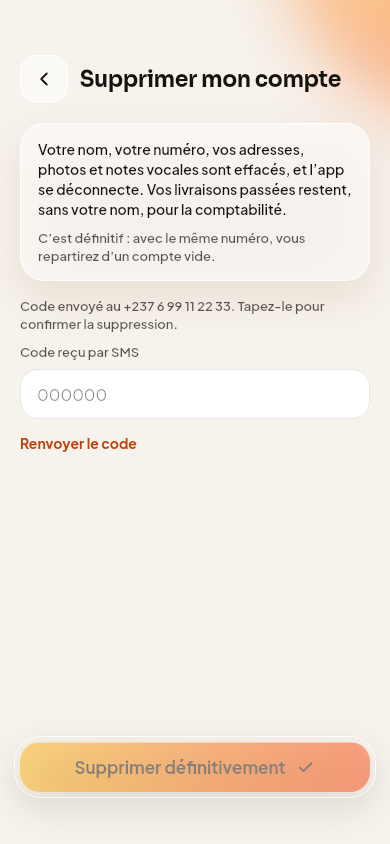 Supprimer mon compte
Votre nom, votre numéro, vos adresses,
photos et notes vocales sont effacés, et l’app
se déconnecte. Vos livraisons passées restent,
sans votre nom, pour la comptabilité.
C’est définitif : avec le même numéro, vous
repartirez d’un compte vide.
Code envoyé au +237 6 99 11 22 33. Tapez-le pour
confirmer la suppression.
Code reçu par SMS
000000
Renvoyer le code
Supprimer définitivement